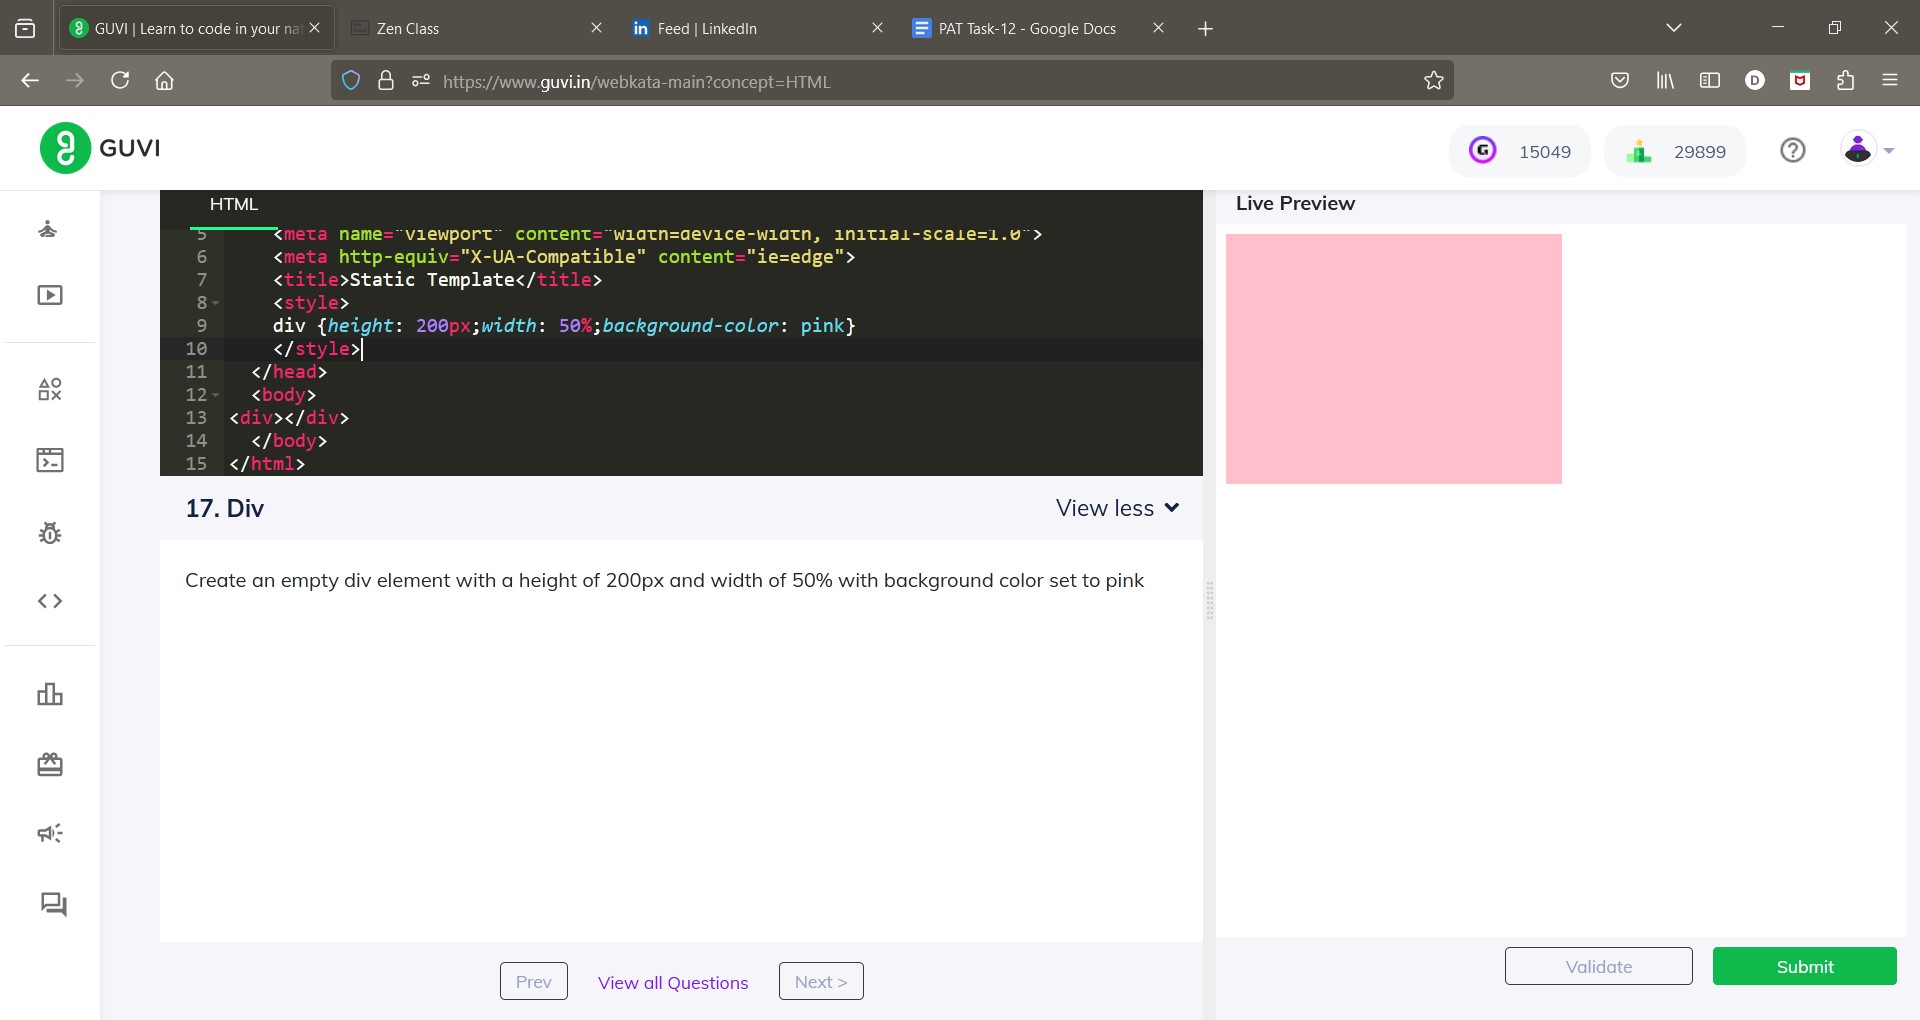 GUVI | Learn to code in your nat
Zen Class
in Feed | LinkedIn
PAT Task-12 - Google Docs
https://www.guvi.in/webkata-main?concept=HTML
D
GUVI
G 15049
29899
HTML
5 <meta name="viewport" content="width=device-width, initial-scale=1.0">
6 <meta http-equiv="X-UA-Compatible" content="ie=edge">
7 <title>Static Template</title>
8 <style>
9 div {height: 200px;width: 50%;background-color: pink}
10 </style>
11 </head>
12 <body>
13 <div></div>
14 </body>
15 </html>
Live Preview
17. Div
View less
Create an empty div element with a height of 200px and width of 50% with background color set to pink
Prev
View all Questions
Next >
Validate
Submit